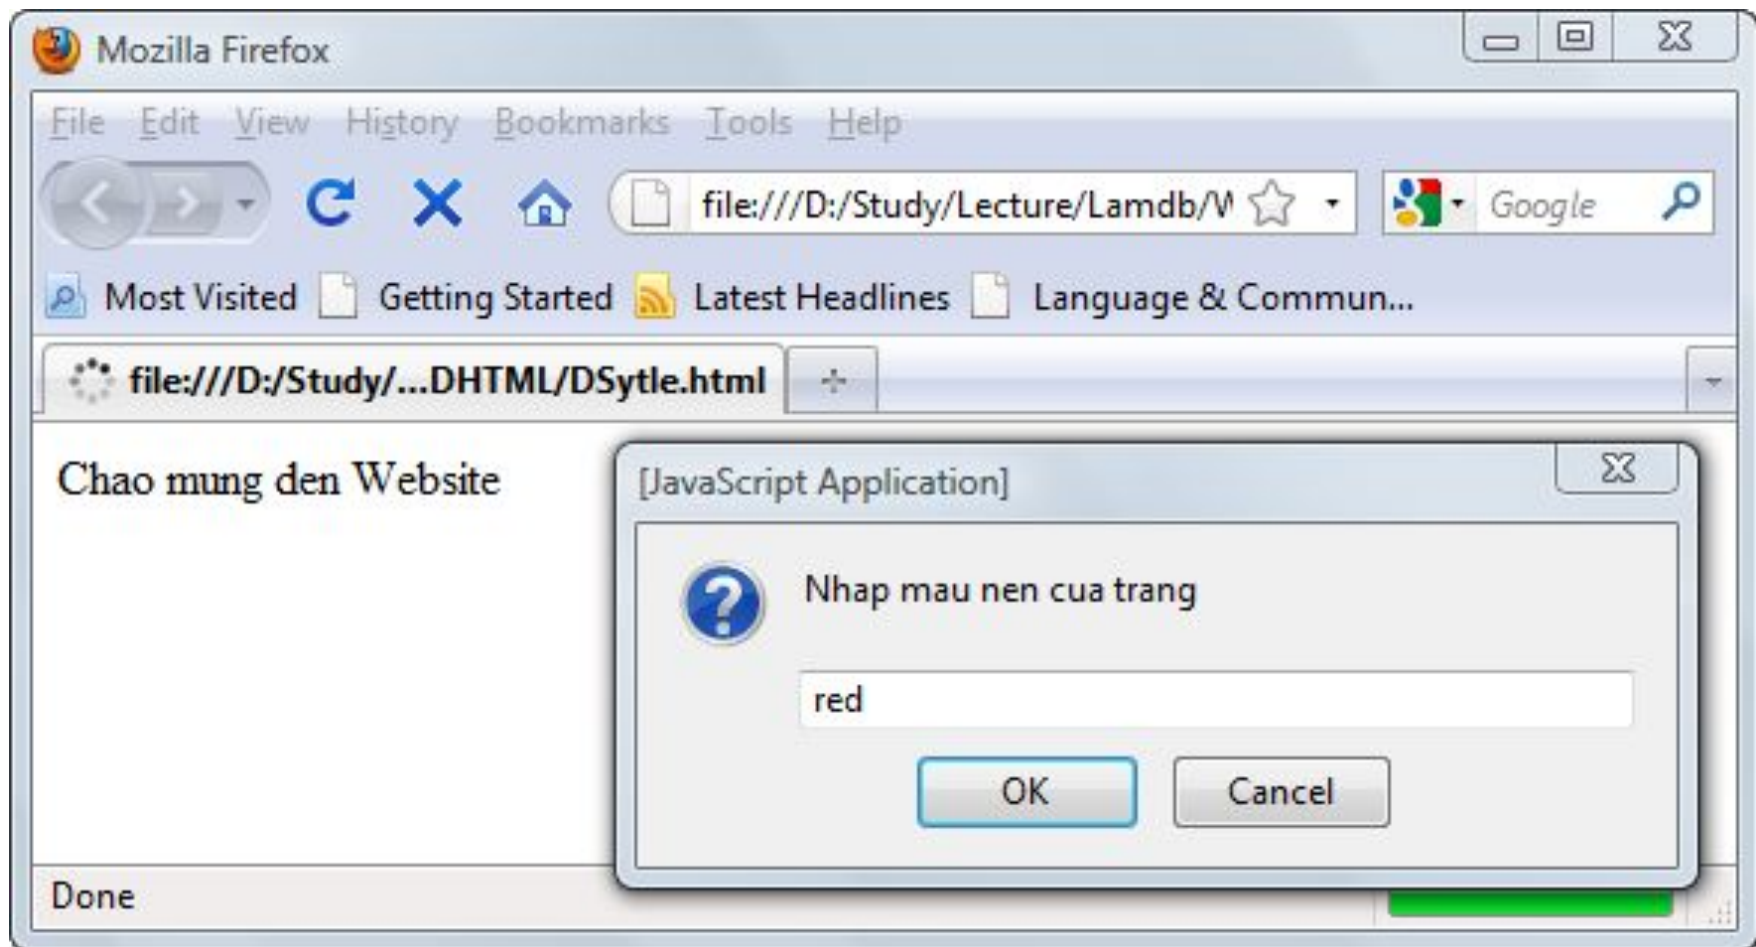 Mozilla Firefox
File Edit View History Bookmarks Tools Help
file:///D:/Study/Lecture/Lamdb/W Google
Most Visited Getting Started Latest Headlines Language & Commun...
file:///D:/Study/...DHTML/DSytle.html
Chao mung den Website
[JavaScript Application]
Nhap mau nen cua trang
red
OK Cancel
Done